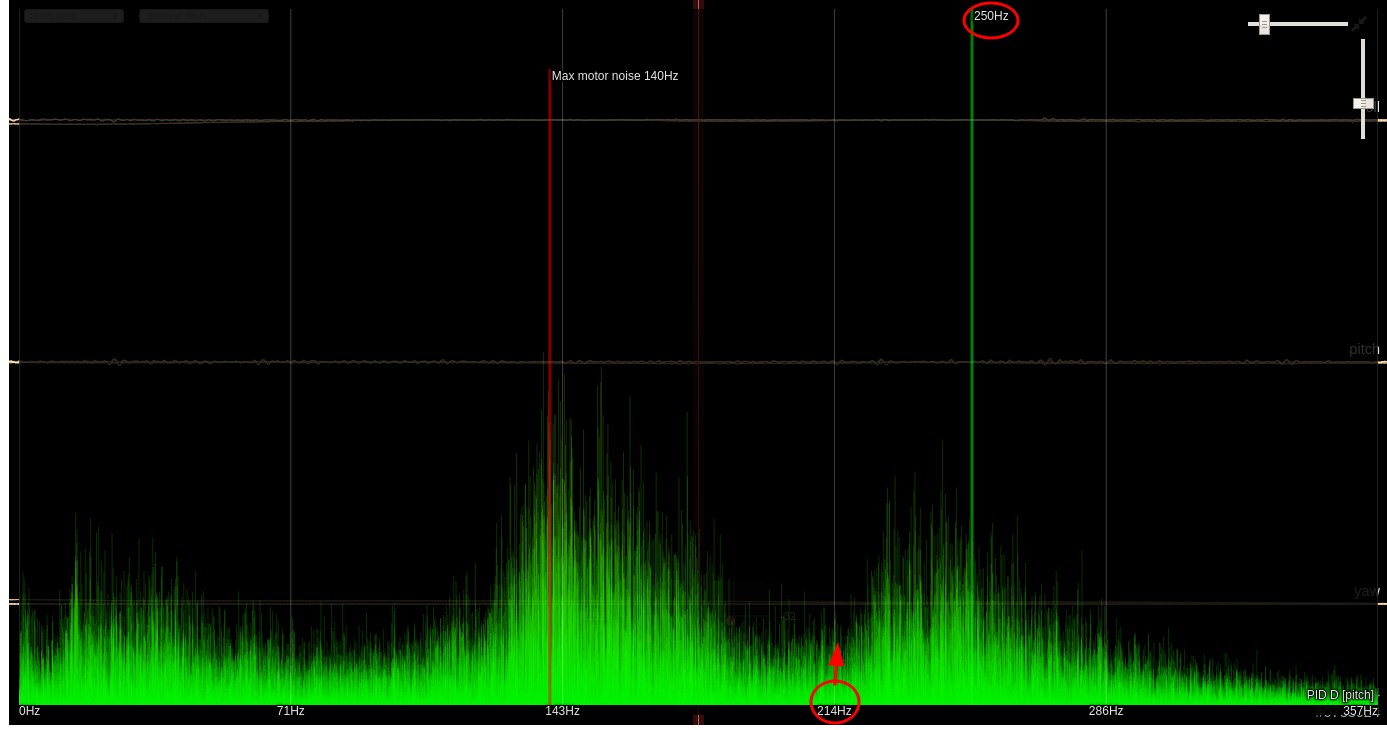 250Hz
Max motor noise 140Hz
pitch
yaw
PID D [pitch]
0Hz
71Hz
143Hz
214Hz
286Hz
357Hz